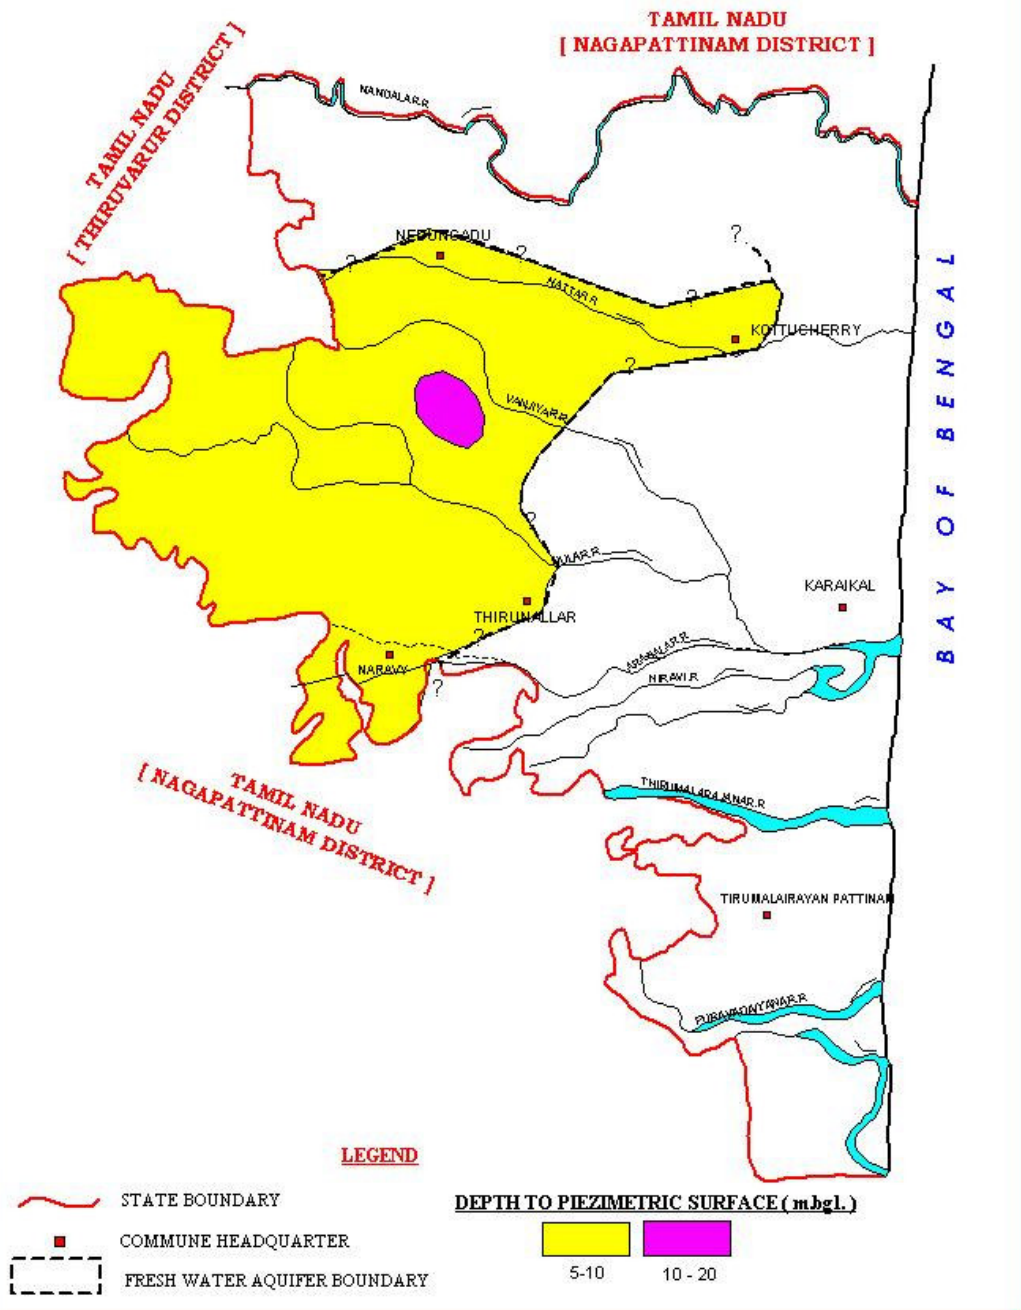 TAMIL NADU
[ NAGAPATTINAM DISTRICT ]
TAMIL NADU
[ THIRUVARUR DISTRICT ]
NANDALAR.R
NEDUNGADU
?
?
?
NATTAR.R
?
KOTTUCHERRY
?
VANJIYAR.R
BAY OF BENGAL
?
NULAR.R
KARAIKAL
THIRUNALLAR
?
ARASALAR.R
NARAVY
NIRAVI.R
?
TAMIL NADU
[ NAGAPATTINAM DISTRICT ]
THIRUMALARAJANAR.R
TIRUMALAIRAYAN PATTINAM
PURAVADAIYANAR.R
LEGEND
STATE BOUNDARY
COMMUNE HEADQUARTER
FRESH WATER AQUIFER BOUNDARY
DEPTH TO PIEZIMETRIC SURFACE ( m.bgl. )
5-10
10 - 20